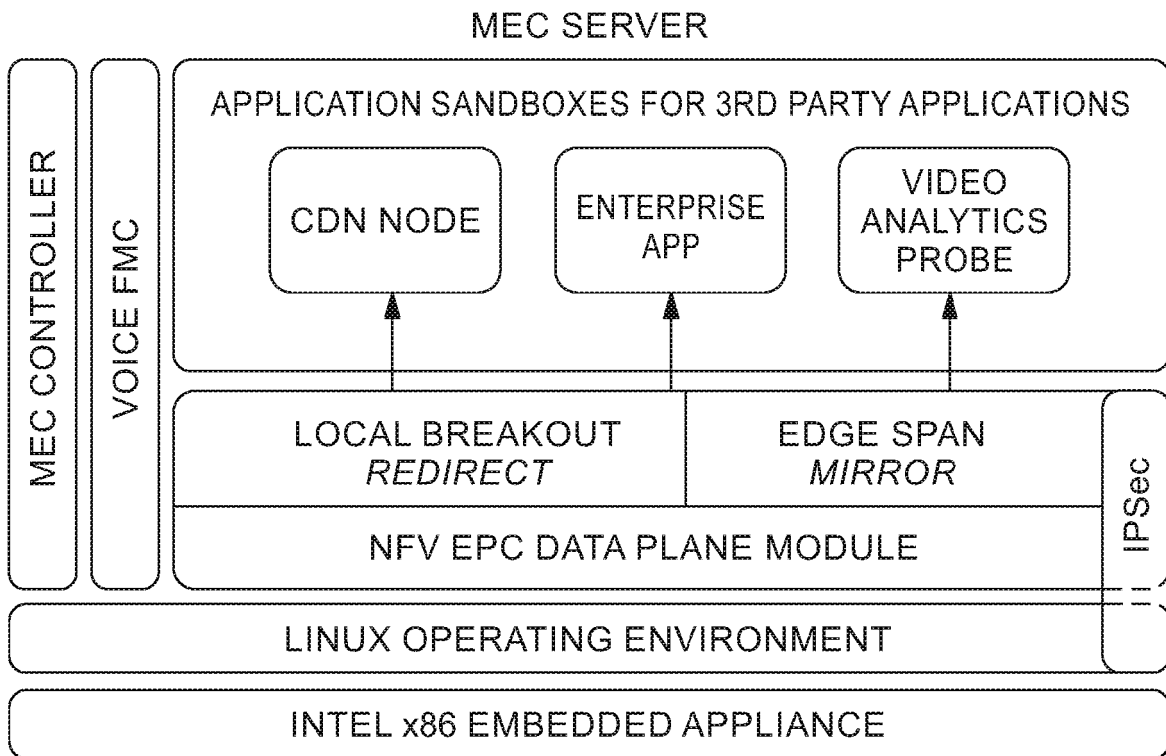 MEC SERVER
MEC CONTROLLER
VOICE FMC
APPLICATION SANDBOXES FOR 3RD PARTY APPLICATIONS
CDN NODE
ENTERPRISE
APP
VIDEO
ANALYTICS
PROBE
LOCAL BREAKOUT
REDIRECT
EDGE SPAN
MIRROR
IPSec
NFV EPC DATA PLANE MODULE
LINUX OPERATING ENVIRONMENT
INTEL x86 EMBEDDED APPLIANCE